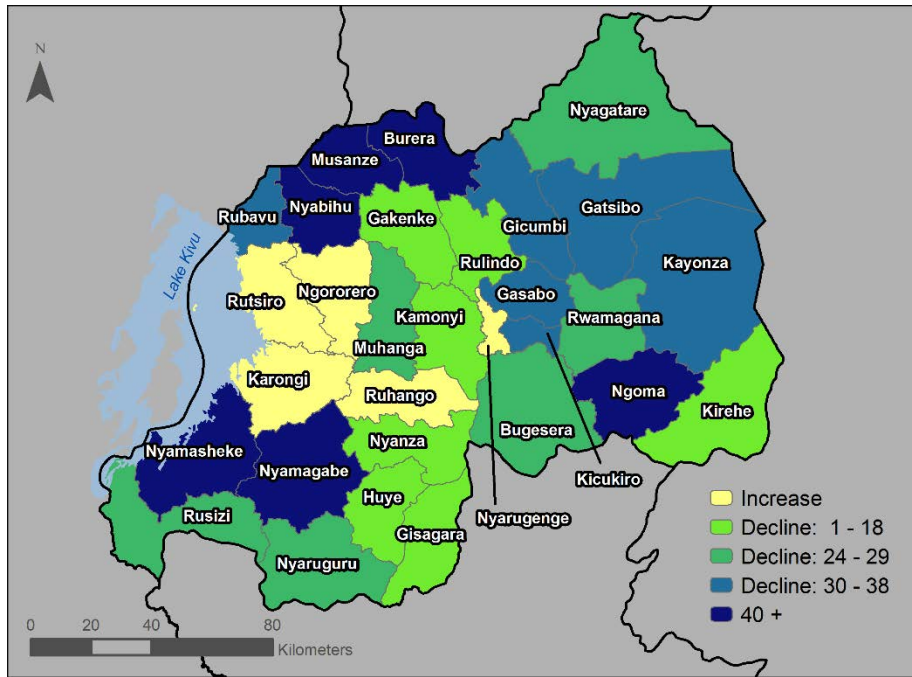 N
Nyagatare
Burera
Musanze
Rubavu
Nyabihu
Gakenke
Gicumbi
Gatsibo
Rulindo
Kayonza
Lake Kivu
Rutsiro
Ngororero
Gasabo
Kamonyi
Rwamagana
Muhanga
Karongi
Ruhango
Ngoma
Kirehe
Bugesera
Nyanza
Nyamasheke
Nyamagabe
Kicukiro
Huye
Nyarugenge
Rusizi
Gisagara
Nyaruguru
Increase
Decline: 1 - 18
Decline: 24 - 29
Decline: 30 - 38
40 +
0 20 40 80
Kilometers